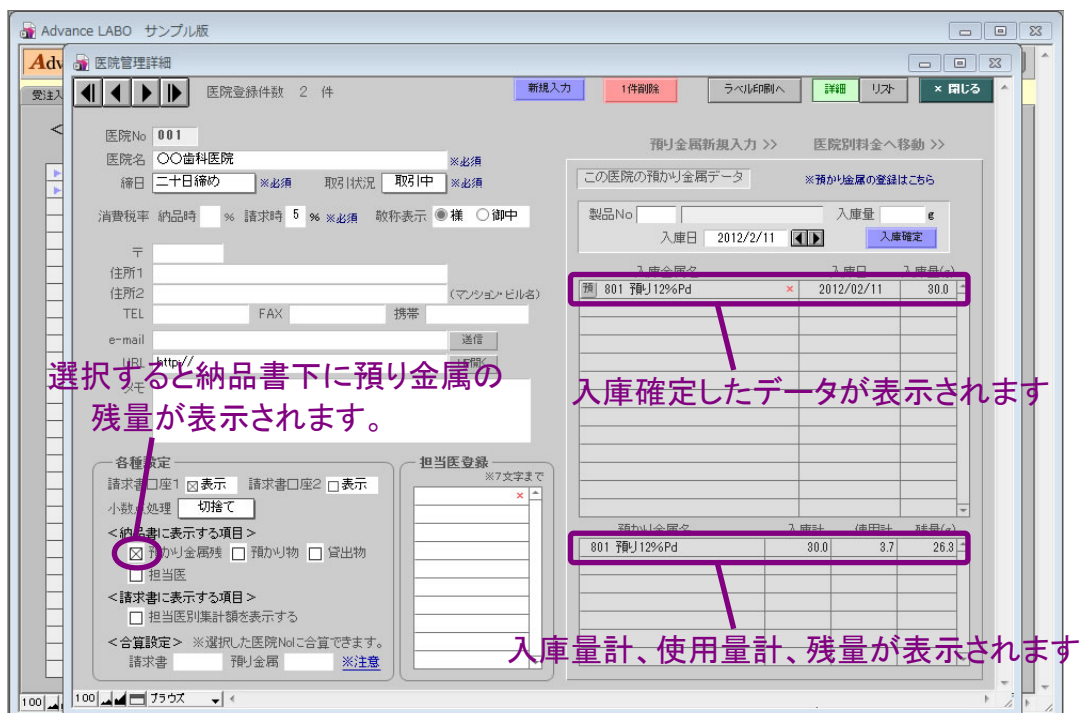 Advance LABO サンプル版
Adv
医院管理詳細
受注入
医院登録件数 2 件
新規入力
1件削除
ラベル印刷へ
詳細
リスト
× 閉じる
<
医院No 001
預り金属新規入力 >>
医院別料金へ移動 >>
医院名 〇〇歯科医院 ※必須
締日 二十日締め ※必須 取引状況 取引中 ※必須
この医院の預かり金属データ
※預かり金属の登録はこちら
消費税率 納品時 % 請求時 5 % ※必須 敬称表示 様 御中
製品No 入庫量 g
入庫日 2012/2/11 入庫確定
〒
住所1
住所2 (マンション・ビル名)
TEL FAX 携帯
e-mail 送信
URL http://
メモ
入庫金属名 入庫日 入庫量(g)
預 801 預り12%Pd × 2012/02/11 30.0
選択すると納品書下に預り金属の
残量が表示されます。
入庫確定したデータが表示されます
各種設定
請求書口座1 表示 請求書口座2 表示
小数点処理 切捨て
<納品書に表示する項目>
預かり金属残 預かり物 貸出物
担当医
<請求書に表示する項目>
担当医別集計額を表示する
<合算設定> ※選択した医院Noに合算できます。
請求書 預り金属 ※注意
担当医登録
※7文字まで
×
預かり金属名 入庫計 使用計 残量(g)
801 預り12%Pd 30.0 3.7 26.3
入庫量計、使用量計、残量が表示されます
100 100 ブラウズ